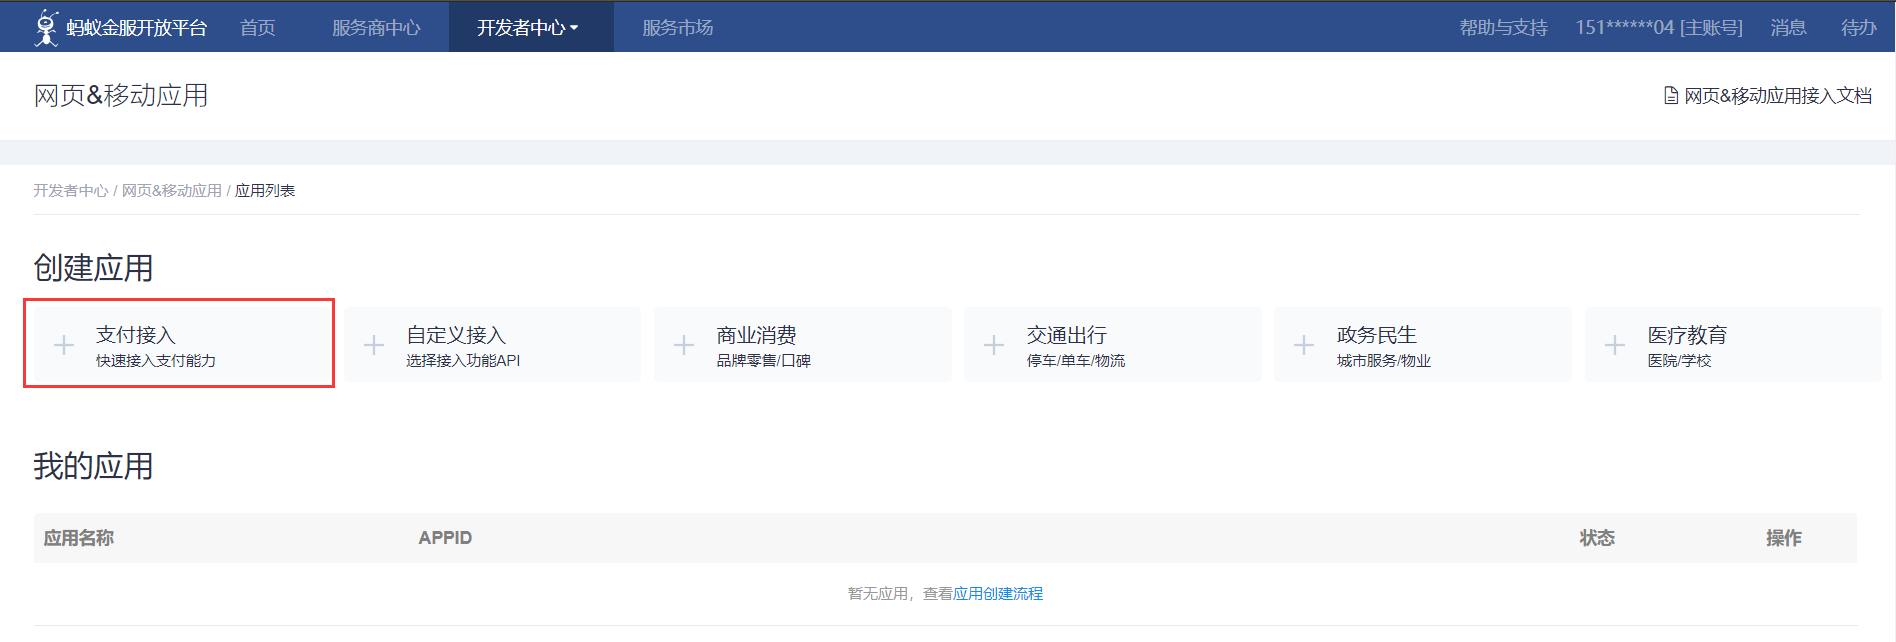 蚂蚁金服开放平台 首页 服务商中心 开发者中心 服务市场 帮助与支持 151******04 [主账号] 消息 待办
网页&移动应用 网页&移动应用接入文档
开发者中心 / 网页&移动应用 / 应用列表
创建应用
支付接入 自定义接入 商业消费 交通出行 政务民生 医疗教育
快速接入支付能力 选择接入功能API 品牌零售/口碑 停车/单车/物流 城市服务/物业 医院/学校
我的应用
应用名称 APPID 状态 操作
暂无应用，查看应用创建流程